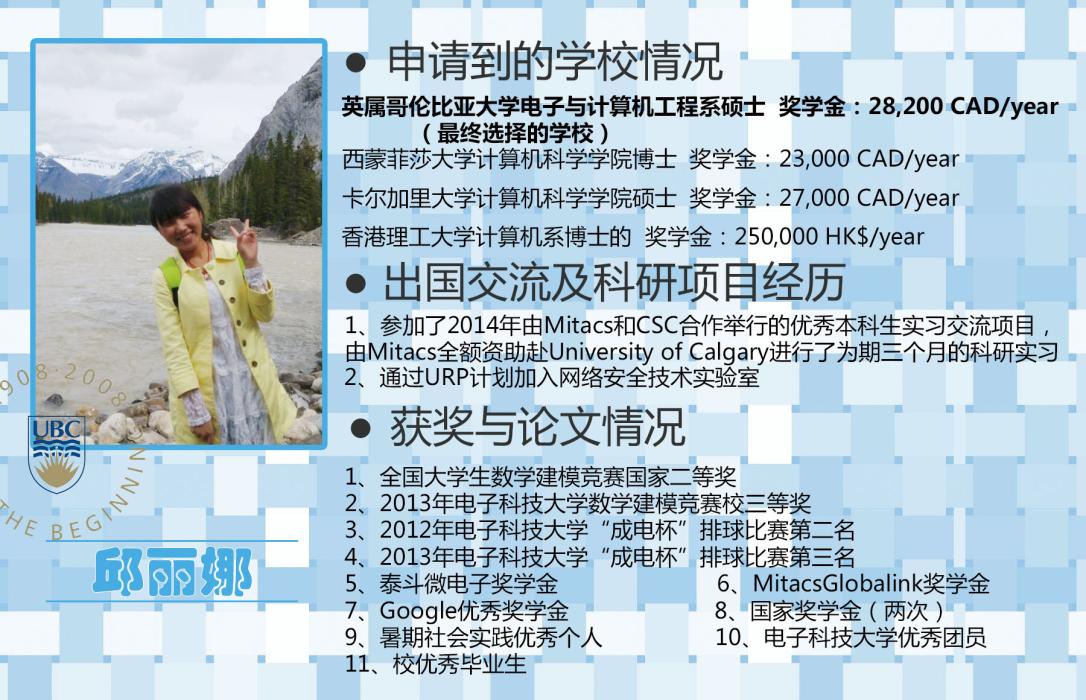 ● 申请到的学校情况
英属哥伦比亚大学电子与计算机工程系硕士 奖学金：28,200 CAD/year
（最终选择的学校）
西蒙菲莎大学计算机科学学院博士 奖学金：23,000 CAD/year
卡尔加里大学计算机科学学院硕士 奖学金：27,000 CAD/year
香港理工大学计算机系博士的 奖学金：250,000 HK$/year
● 出国交流及科研项目经历
1、参加了2014年由Mitacs和CSC合作举行的优秀本科生实习交流项目，
由Mitacs全额资助赴University of Calgary进行了为期三个月的科研实习
2、通过URP计划加入网络安全技术实验室
● 获奖与论文情况
1、全国大学生数学建模竞赛国家二等奖
2、2013年电子科技大学数学建模竞赛校三等奖
3、2012年电子科技大学“成电杯”排球比赛第二名
4、2013年电子科技大学“成电杯”排球比赛第三名
5、泰斗微电子奖学金 6、MitacsGlobalink奖学金
7、Google优秀奖学金 8、国家奖学金（两次）
9、暑期社会实践优秀个人 10、电子科技大学优秀团员
11、校优秀毕业生
908·2008
UBC
THE BEGINNING
邱丽娜